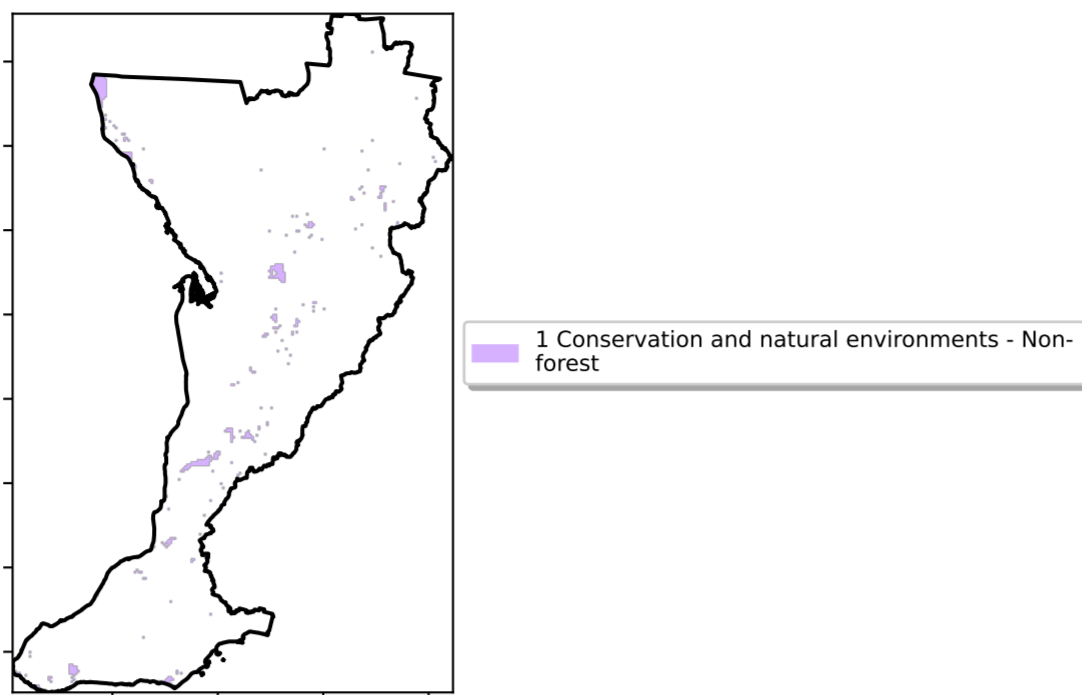 1 Conservation and natural environments - Non-
forest